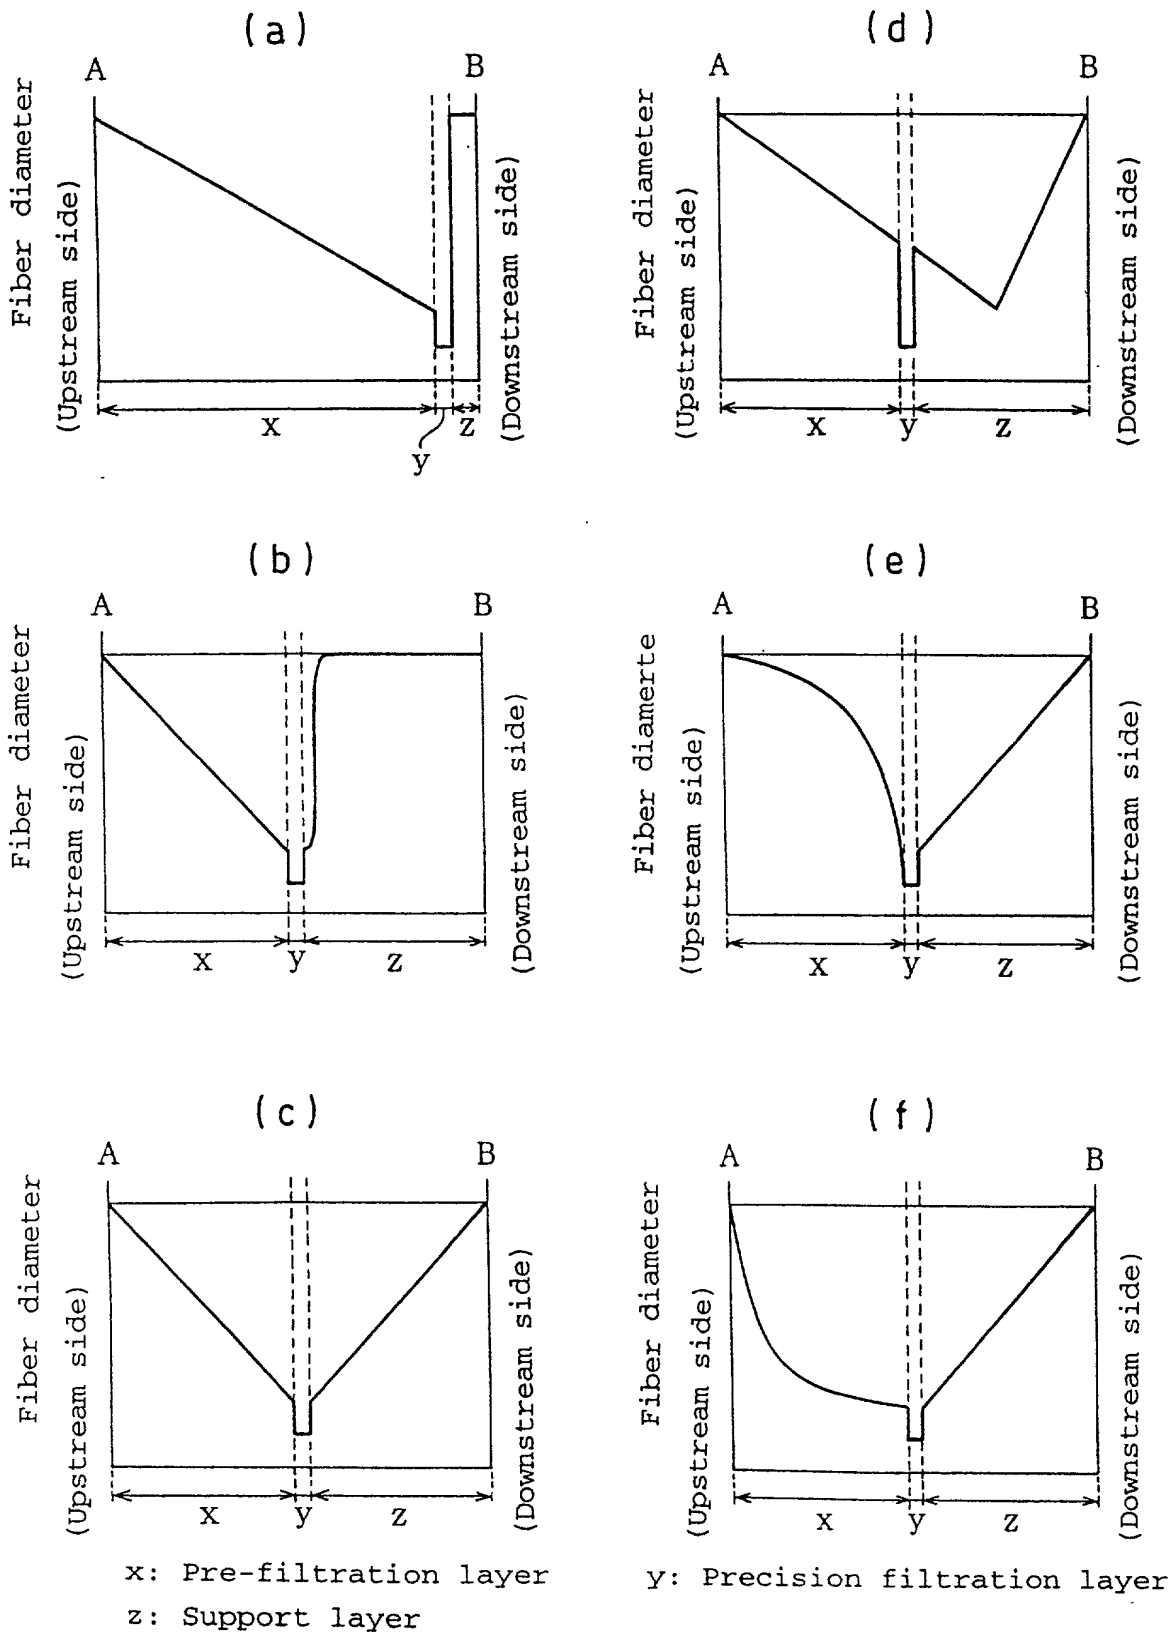 (a)
A
B
Fiber diameter
(Upstream side)
(Downstream side)
x
y
z
(d)
A
B
Fiber diameter
(Upstream side)
(Downstream side)
x
y
z
(b)
A
B
Fiber diameter
(Upstream side)
(Downstream side)
x
y
z
(e)
A
B
Fiber diamerte
(Upstream side)
(Downstream side)
x
y
z
(c)
A
B
Fiber diameter
(Upstream side)
(Downstream side)
x
y
z
(f)
A
B
Fiber diameter
(Upstream side)
(Downstream side)
x
y
z
x: Pre-filtration layer
y: Precision filtration layer
z: Support layer